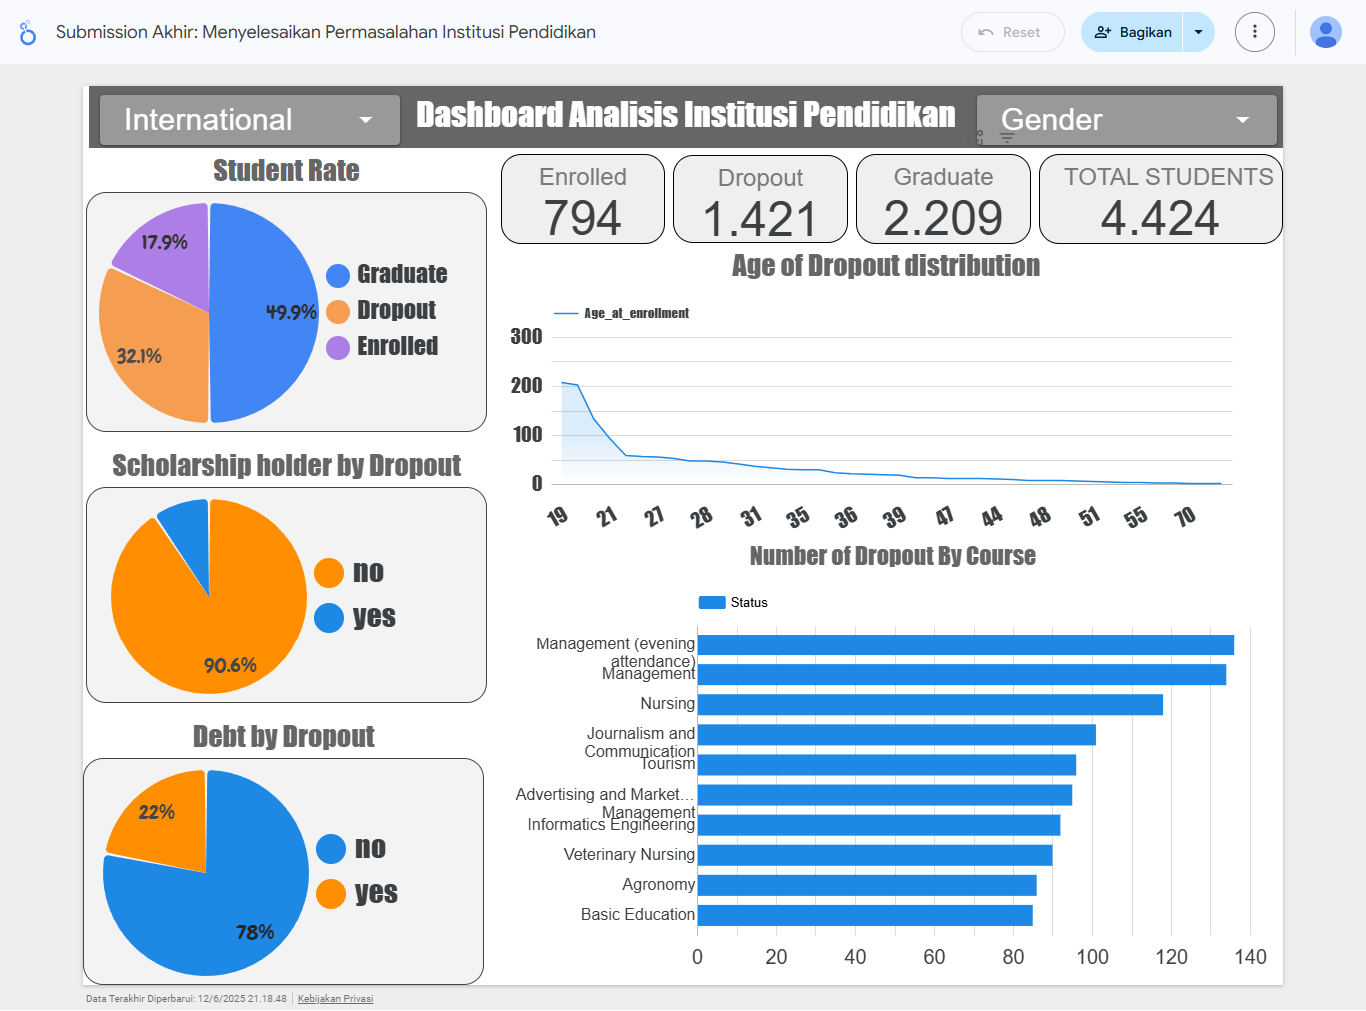 Submission Akhir: Menyelesaikan Permasalahan Institusi Pendidikan
Reset
Bagikan
International
Dashboard Analisis Institusi Pendidikan
Gender
Student Rate
17.9%
49.9%
32.1%
Graduate
Dropout
Enrolled
Enrolled
794
Dropout
1.421
Graduate
2.209
TOTAL STUDENTS
4.424
Age of Dropout distribution
Age_at_enrollment
300
200
100
0
19 21 27 28 31 35 36 39 47 44 48 51 55 70
Scholarship holder by Dropout
90.6%
no
yes
Number of Dropout By Course
Status
Management (evening
attendance)
Management
Nursing
Journalism and
Communication
Tourism
Advertising and Market...
Management
Informatics Engineering
Veterinary Nursing
Agronomy
Basic Education
0 20 40 60 80 100 120 140
Debt by Dropout
22%
78%
no
yes
Data Terakhir Diperbarui: 12/6/2025 21.18.48
Kebijakan Privasi